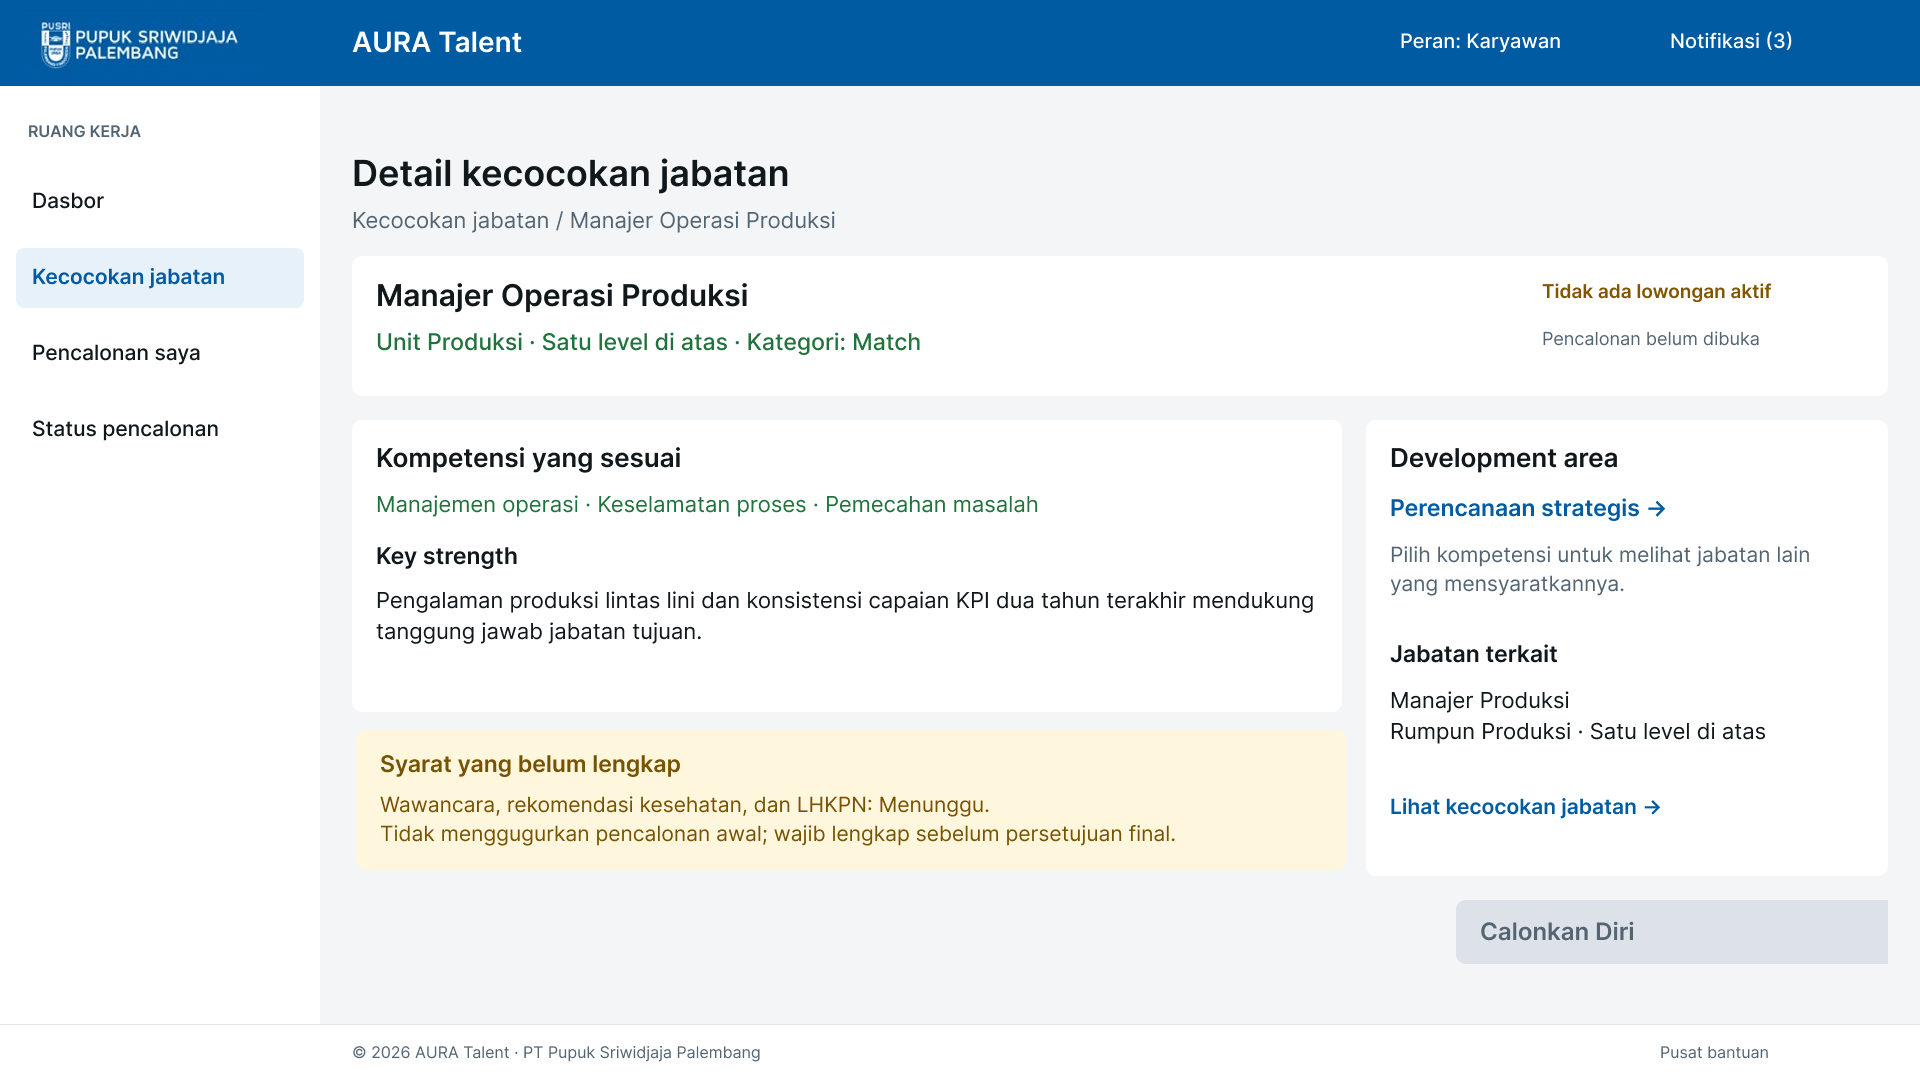 PUSRI
PUPUK SRIWIDJAJA
PALEMBANG
AURA Talent
Peran: Karyawan
Notifikasi (3)
RUANG KERJA
Dasbor
Kecocokan jabatan
Pencalonan saya
Status pencalonan
Detail kecocokan jabatan
Kecocokan jabatan / Manajer Operasi Produksi
Manajer Operasi Produksi
Unit Produksi · Satu level di atas · Kategori: Match
Tidak ada lowongan aktif
Pencalonan belum dibuka
Kompetensi yang sesuai
Manajemen operasi · Keselamatan proses · Pemecahan masalah
Key strength
Pengalaman produksi lintas lini dan konsistensi capaian KPI dua tahun terakhir mendukung
tanggung jawab jabatan tujuan.
Syarat yang belum lengkap
Wawancara, rekomendasi kesehatan, dan LHKPN: Menunggu.
Tidak menggugurkan pencalonan awal; wajib lengkap sebelum persetujuan final.
Development area
Perencanaan strategis →
Pilih kompetensi untuk melihat jabatan lain
yang mensyaratkannya.
Jabatan terkait
Manajer Produksi
Rumpun Produksi · Satu level di atas
Lihat kecocokan jabatan →
Calonkan Diri
© 2026 AURA Talent · PT Pupuk Sriwidjaja Palembang
Pusat bantuan